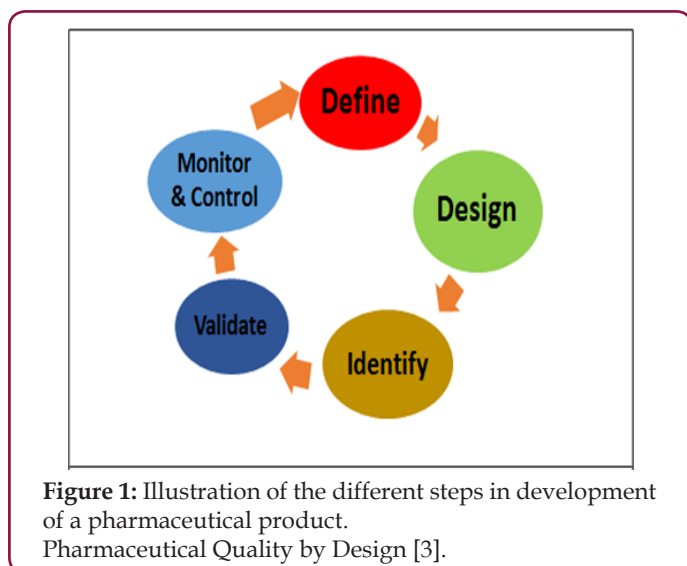 Define
Design
Identify
Validate
Monitor
& Control
Figure 1: Illustration of the different steps in development
of a pharmaceutical product.
Pharmaceutical Quality by Design [3].